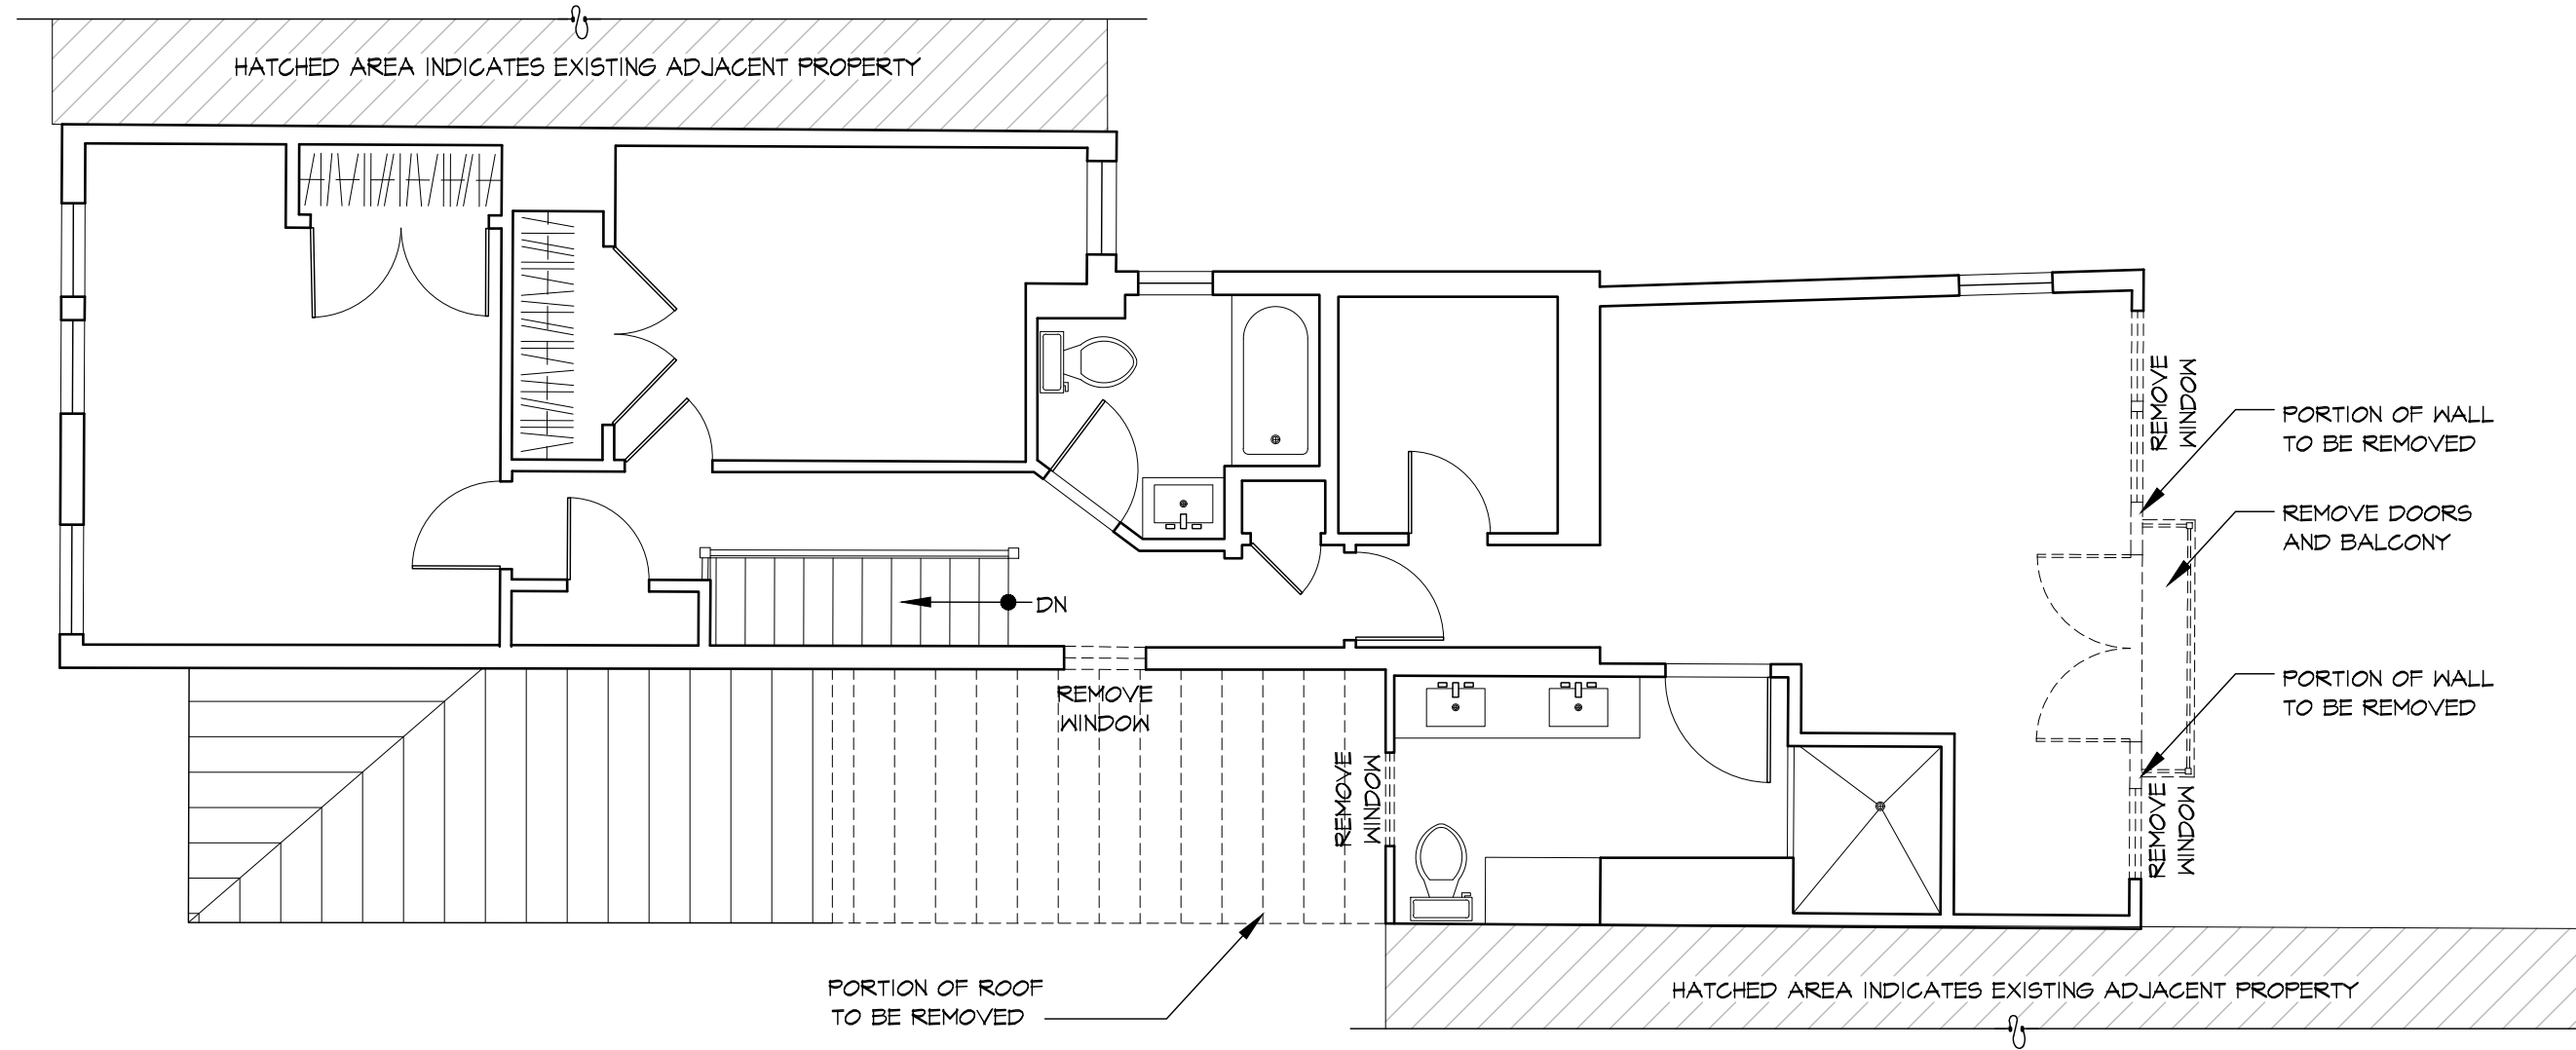 HATCHED AREA INDICATES EXISTING ADJACENT PROPERTY
REMOVE
WINDOW
PORTION OF WALL
TO BE REMOVED
REMOVE DOORS
AND BALCONY
DN
PORTION OF WALL
TO BE REMOVED
REMOVE
WINDOW
REMOVE
WINDOW
REMOVE
WINDOW
PORTION OF ROOF
TO BE REMOVED
HATCHED AREA INDICATES EXISTING ADJACENT PROPERTY